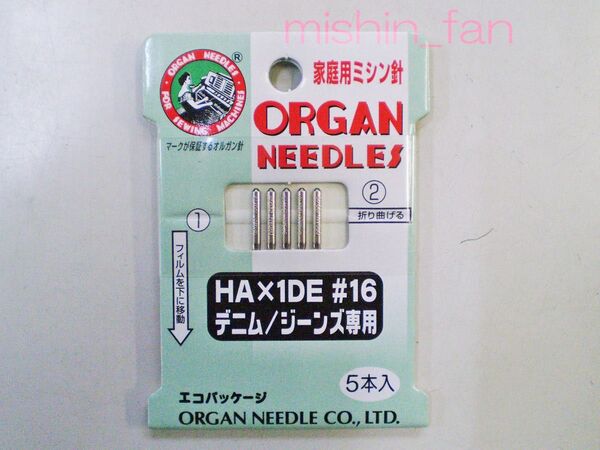 mishin_fan
ORGAN NEEDLES
FOR SEWING MACHINES
®
マークが保証するオルガン針
家庭用ミシン針
ORGAN
NEEDLES
①
フィルムを下に移動
②
折り曲げる
HA×1DE #16
デニム/ジーンズ専用
5本入
エコパッケージ
ORGAN NEEDLE CO., LTD.